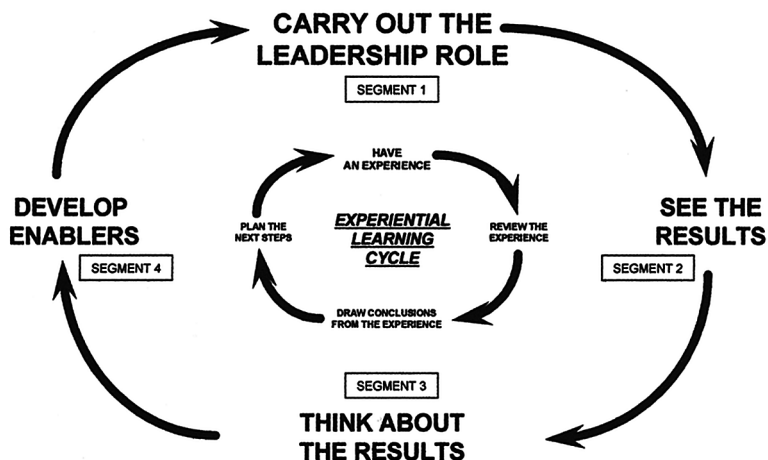 CARRY OUT THE
LEADERSHIP ROLE
SEGMENT 1
HAVE
AN EXPERIENCE
DEVELOP
ENABLERS
SEGMENT 4
PLAN THE
NEXT STEPS
EXPERIENTIAL
LEARNING
CYCLE
REVIEW THE
EXPERIENCE
SEE THE
RESULTS
SEGMENT 2
DRAW CONCLUSIONS
FROM THE EXPERIENCE
SEGMENT 3
THINK ABOUT
THE RESULTS